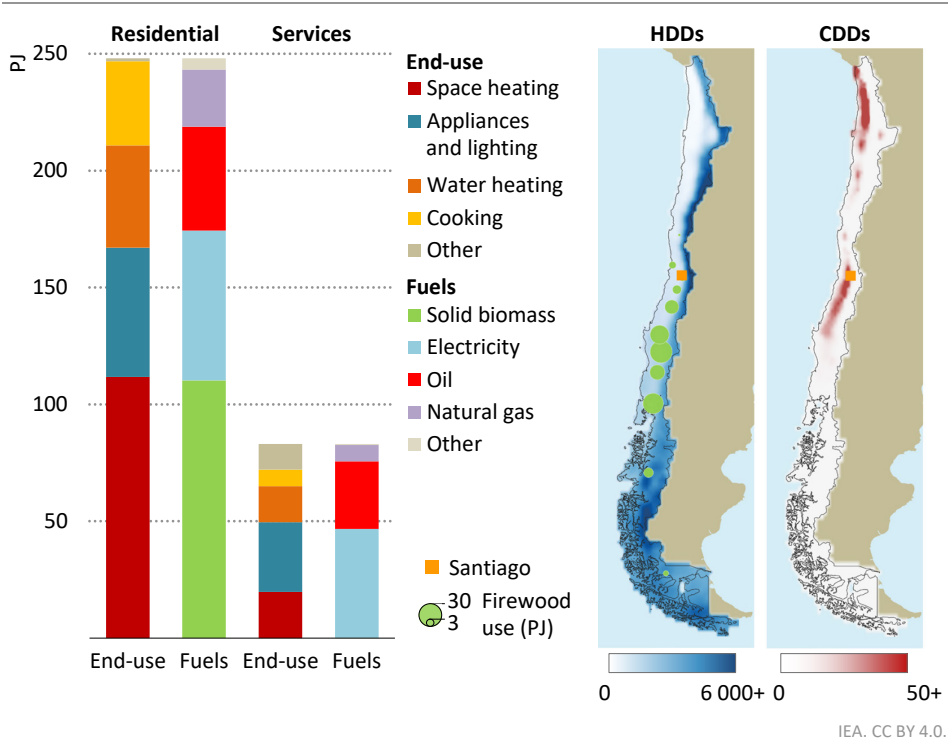 Residential Services
PJ
250
200
150
100
50
End-use Fuels End-use Fuels
End-use
Space heating
Appliances
and lighting
Water heating
Cooking
Other
Fuels
Solid biomass
Electricity
Oil
Natural gas
Other
Santiago
30 Firewood
3 use (PJ)
HDDs
CDDs
0 6 000+
0 50+
IEA. CC BY 4.0.